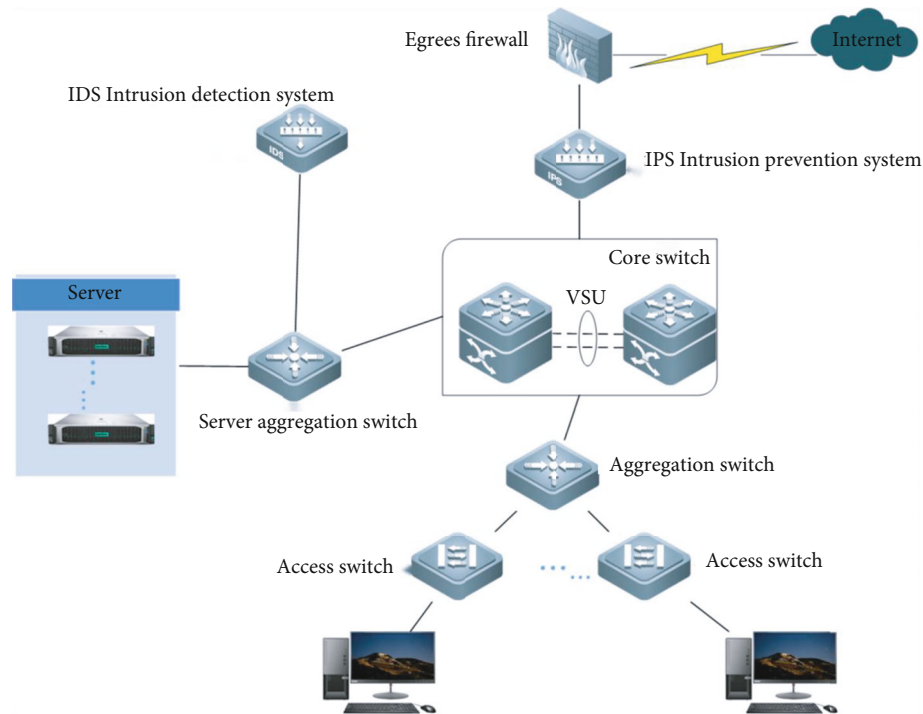 Egrees firewall
Internet
IDS Intrusion detection system
IDS
IPS Intrusion prevention system
IPS
Core switch
VSU
Server
Server aggregation switch
Aggregation switch
Access switch
Access switch